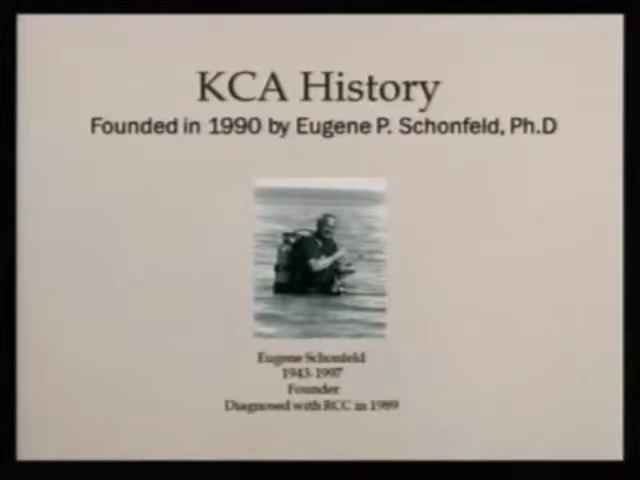 KCA History
Founded in 1990 by Eugene P. Schonfeld, Ph.D
Eugene Schonfeld
1943-1997
Founder
Diagnosed with RCC in 1989